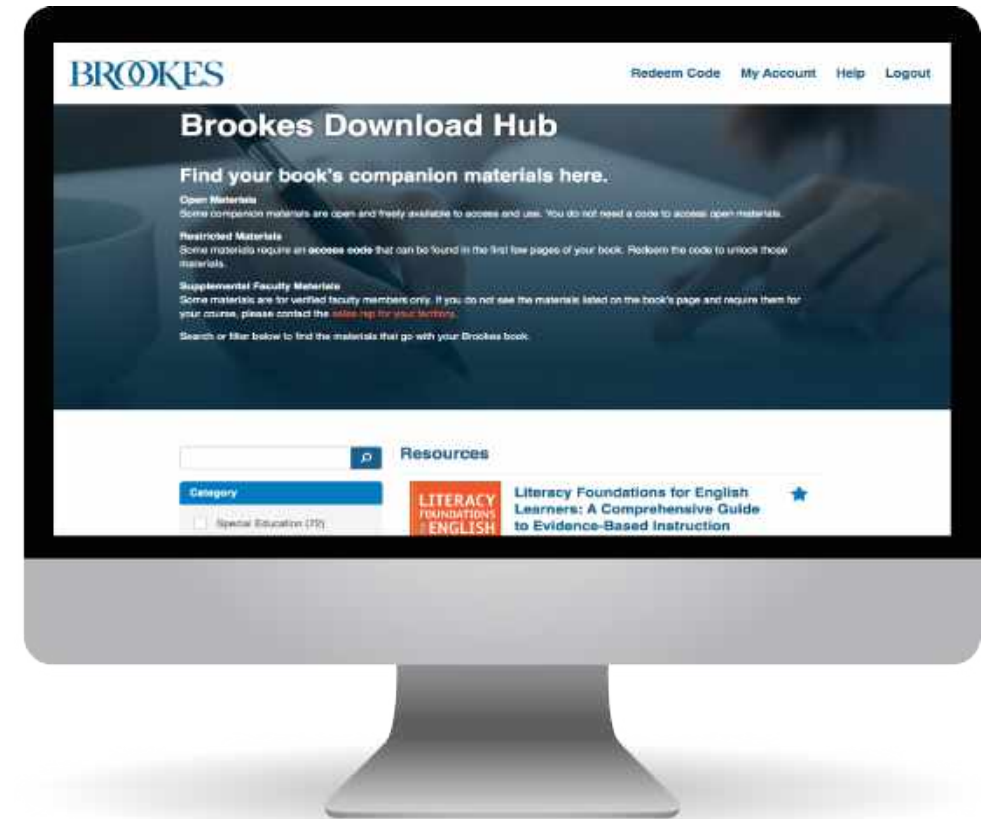 BROOKES
Redeem Code My Account Help Logout
Brookes Download Hub
Find your book's companion materials here.
Open Materials
Some companion materials are open and freely available to access and use. You do not need a code to access open materials.
Restricted Materials
Some materials require an access code that can be found in the first few pages of your book. Redeem the code to unlock those
materials.
Supplemental Faculty Materials
Some materials are for verified faculty members only. If you do not see the materials listed on the book's page and require them for
your course, please contact the sales rep for your territory.
Search or filter below to find the materials that go with your Brookes book.
Resources
Category
Special Education (72)
LITERACY
FOUNDATIONS
ENGLISH
Literacy Foundations for English
Learners: A Comprehensive Guide
to Evidence-Based Instruction